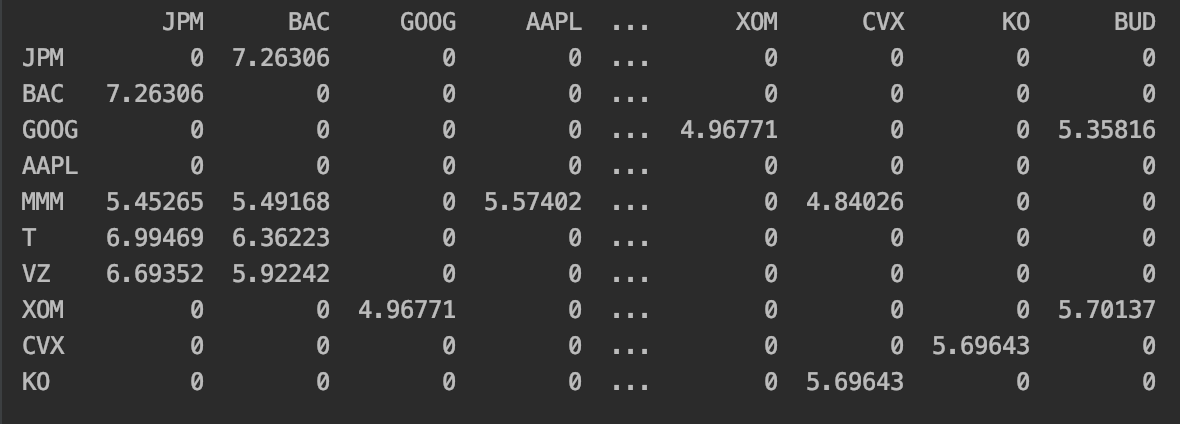 JPM BAC GOOG AAPL ... XOM CVX KO BUD
JPM 0 7.26306 0 0 ... 0 0 0 0
BAC 7.26306 0 0 0 ... 0 0 0 0
GOOG 0 0 0 0 ... 4.96771 0 0 5.35816
AAPL 0 0 0 0 ... 0 0 0 0
MMM 5.45265 5.49168 0 5.57402 ... 0 4.84026 0 0
T 6.99469 6.36223 0 0 ... 0 0 0 0
VZ 6.69352 5.92242 0 0 ... 0 0 0 0
XOM 0 0 4.96771 0 ... 0 0 0 5.70137
CVX 0 0 0 0 ... 0 0 5.69643 0
KO 0 0 0 0 ... 0 5.69643 0 0